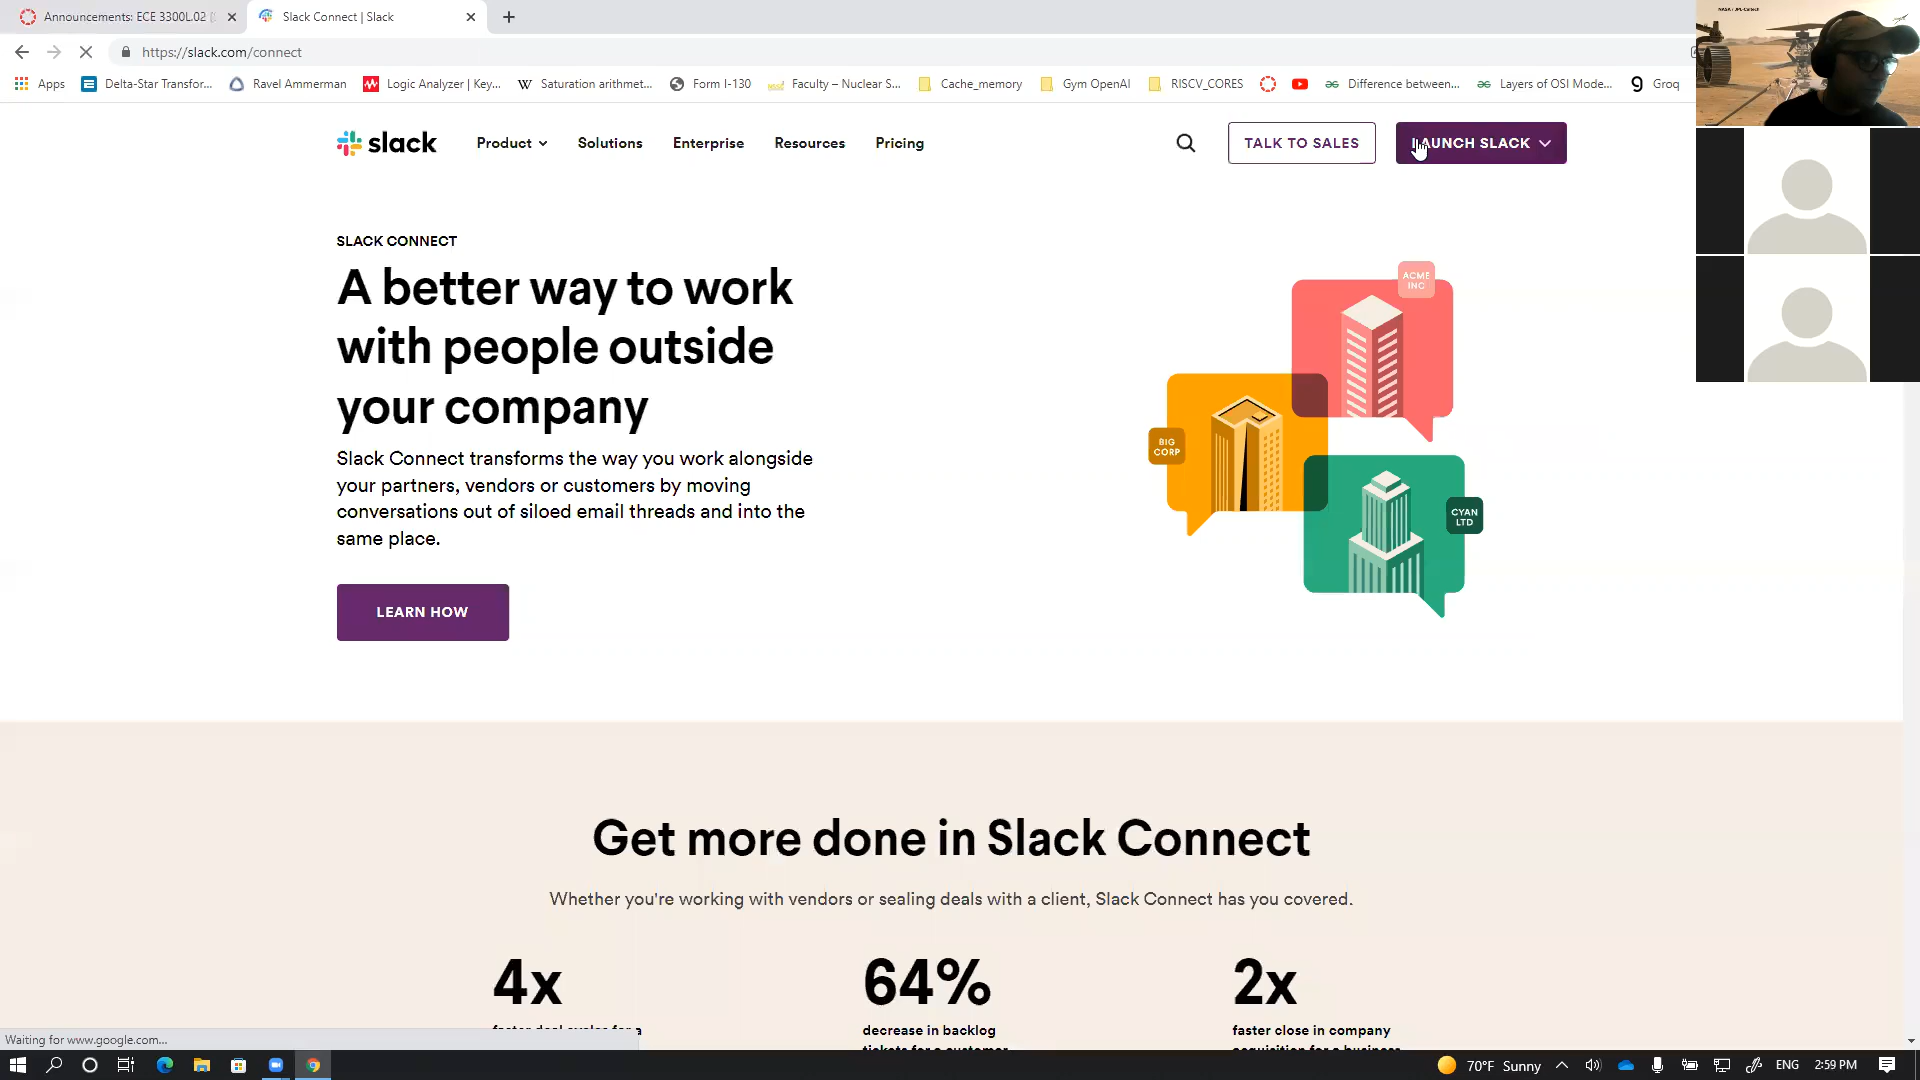 NASA / JPL-Caltech
Announcements: ECE 3300L.02
Slack Connect | Slack
https://slack.com/connect
Apps
Delta-Star Transfor...
Ravel Ammerman
Logic Analyzer | Key...
Saturation arithmet...
Form I-130
Faculty – Nuclear S...
Cache_memory
Gym OpenAI
RISCV_CORES
Difference between...
Layers of OSI Mode...
Groq
slack
Product
Solutions
Enterprise
Resources
Pricing
TALK TO SALES
LAUNCH SLACK
SLACK CONNECT
A better way to work
with people outside
your company
Slack Connect transforms the way you work alongside
your partners, vendors or customers by moving
conversations out of siloed email threads and into the
same place.
LEARN HOW
ACME
INC
BIG
CORP
CYAN
LTD
Get more done in Slack Connect
Whether you're working with vendors or sealing deals with a client, Slack Connect has you covered.
4x
64%
2x
faster deal cycles for a
decrease in backlog
tickets for a customer
faster close in company
acquisition for a business
Waiting for www.google.com...
70°F Sunny
ENG
2:59 PM